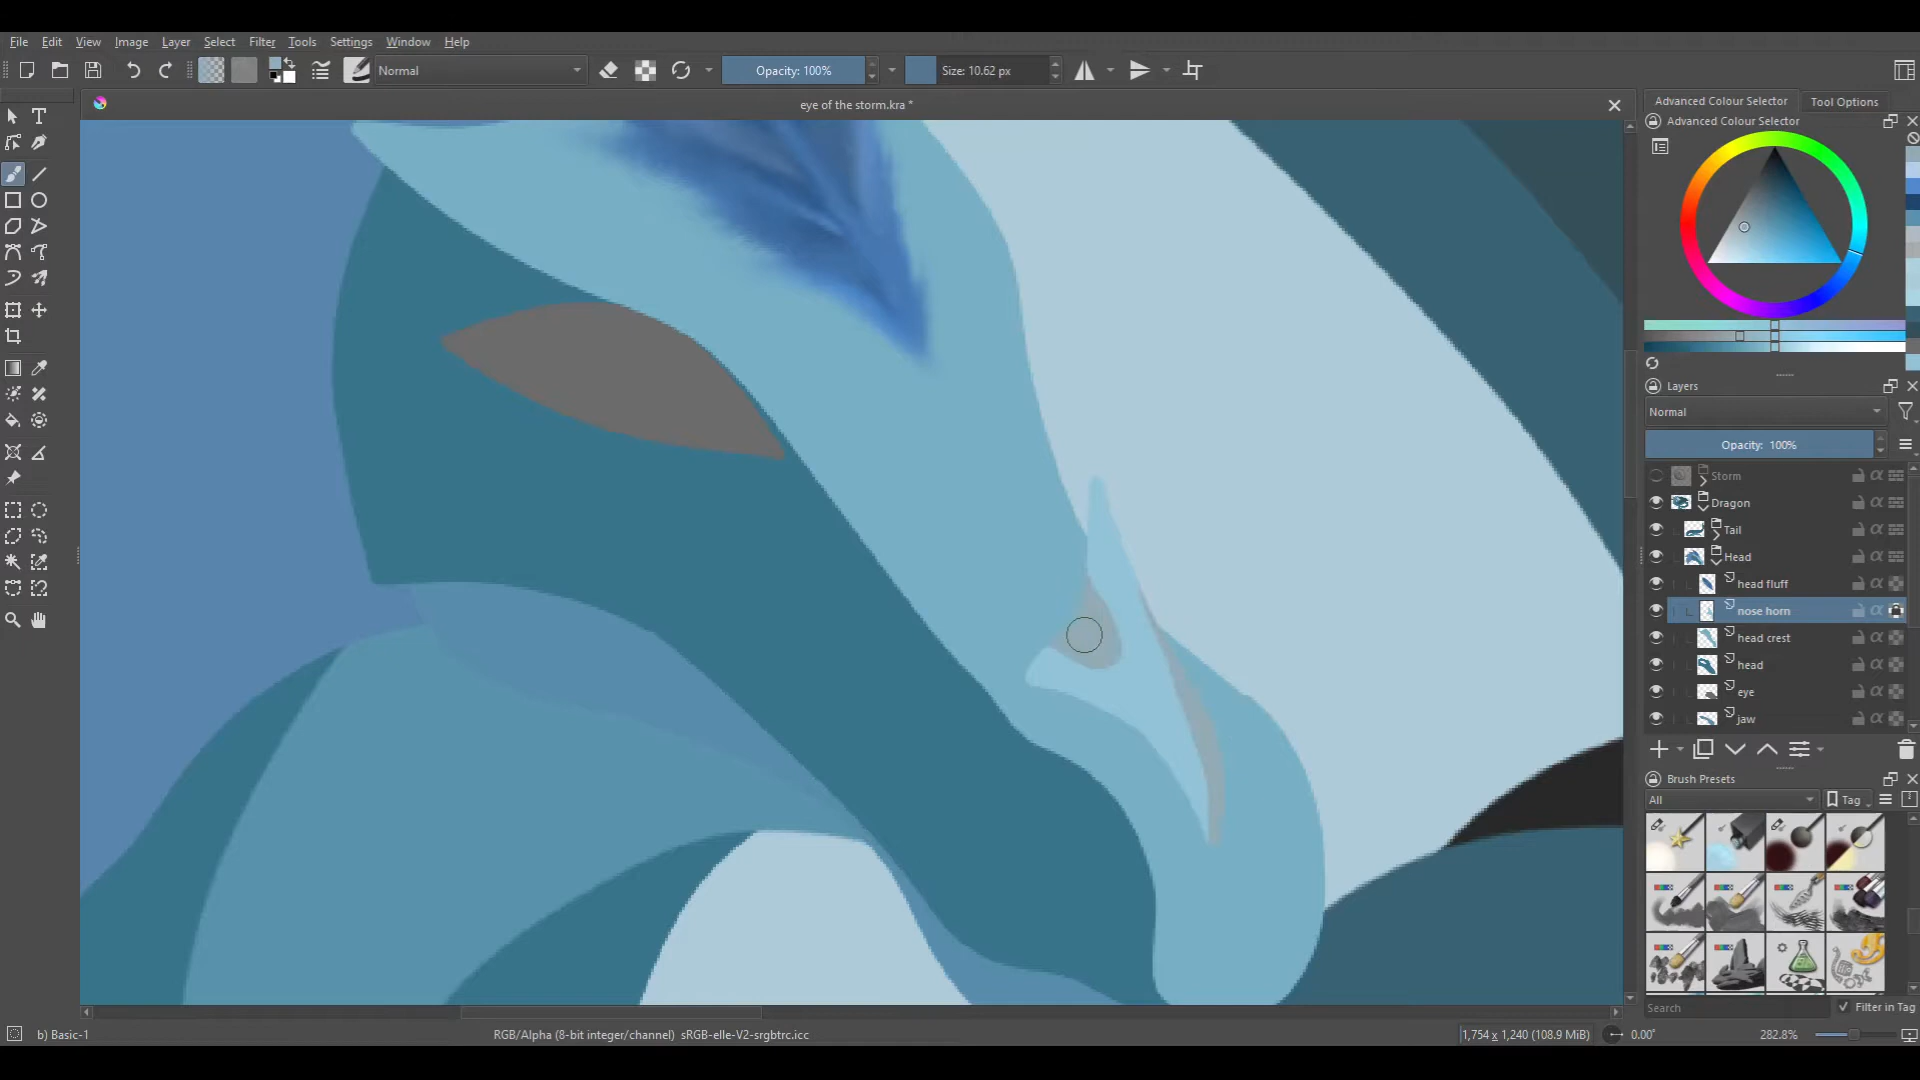 File Edit View Image Layer Select Filter Tools Settings Window Help
Normal Opacity: 100% Size: 10.62 px
eye of the storm.kra *
Advanced Colour Selector Tool Options
Advanced Colour Selector
Layers
Normal
Opacity: 100%
Storm
Dragon
Tail
Head
head fluff
nose horn
head crest
head
eye
jaw
Brush Presets
All Tag
Search Filter in Tag
b) Basic-1 RGB/Alpha (8-bit integer/channel) sRGB-elle-V2-srgbtrc.icc 1,754 x 1,240 (108.9 MiB) 0.00° 282.8%